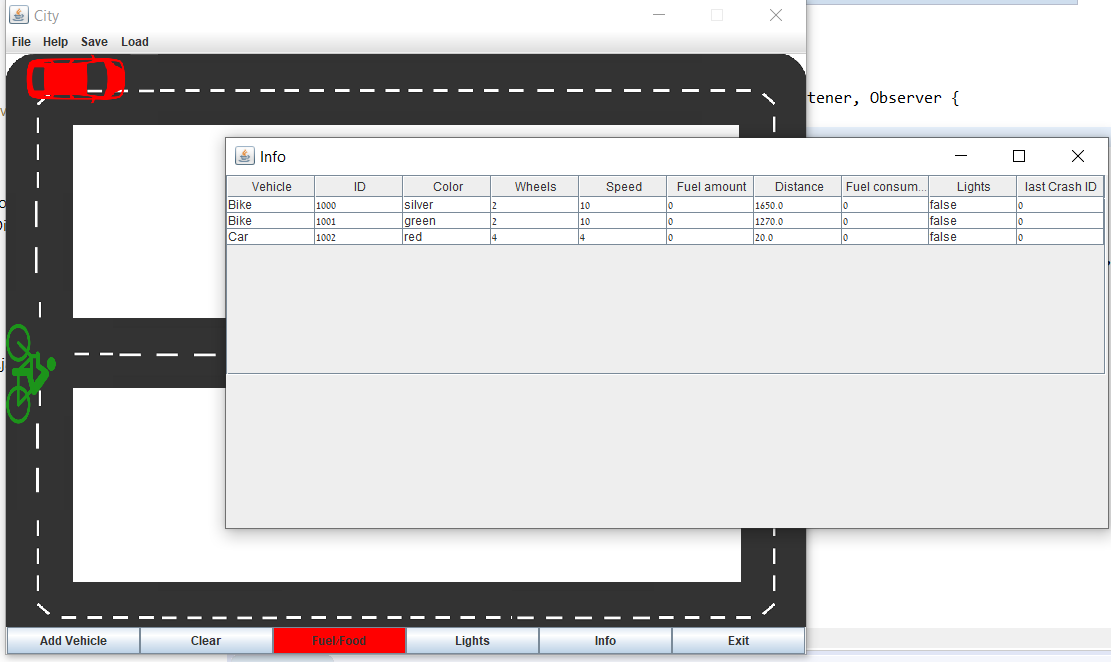 City
File Help Save Load
tener, Observer {
Info
Vehicle ID Color Wheels Speed Fuel amount Distance Fuel consum... Lights last Crash ID
Bike 1000 silver 2 10 0 1650.0 0 false 0
Bike 1001 green 2 10 0 1270.0 0 false 0
Car 1002 red 4 4 0 20.0 0 false 0
Add Vehicle Clear Fuel/Food Lights Info Exit